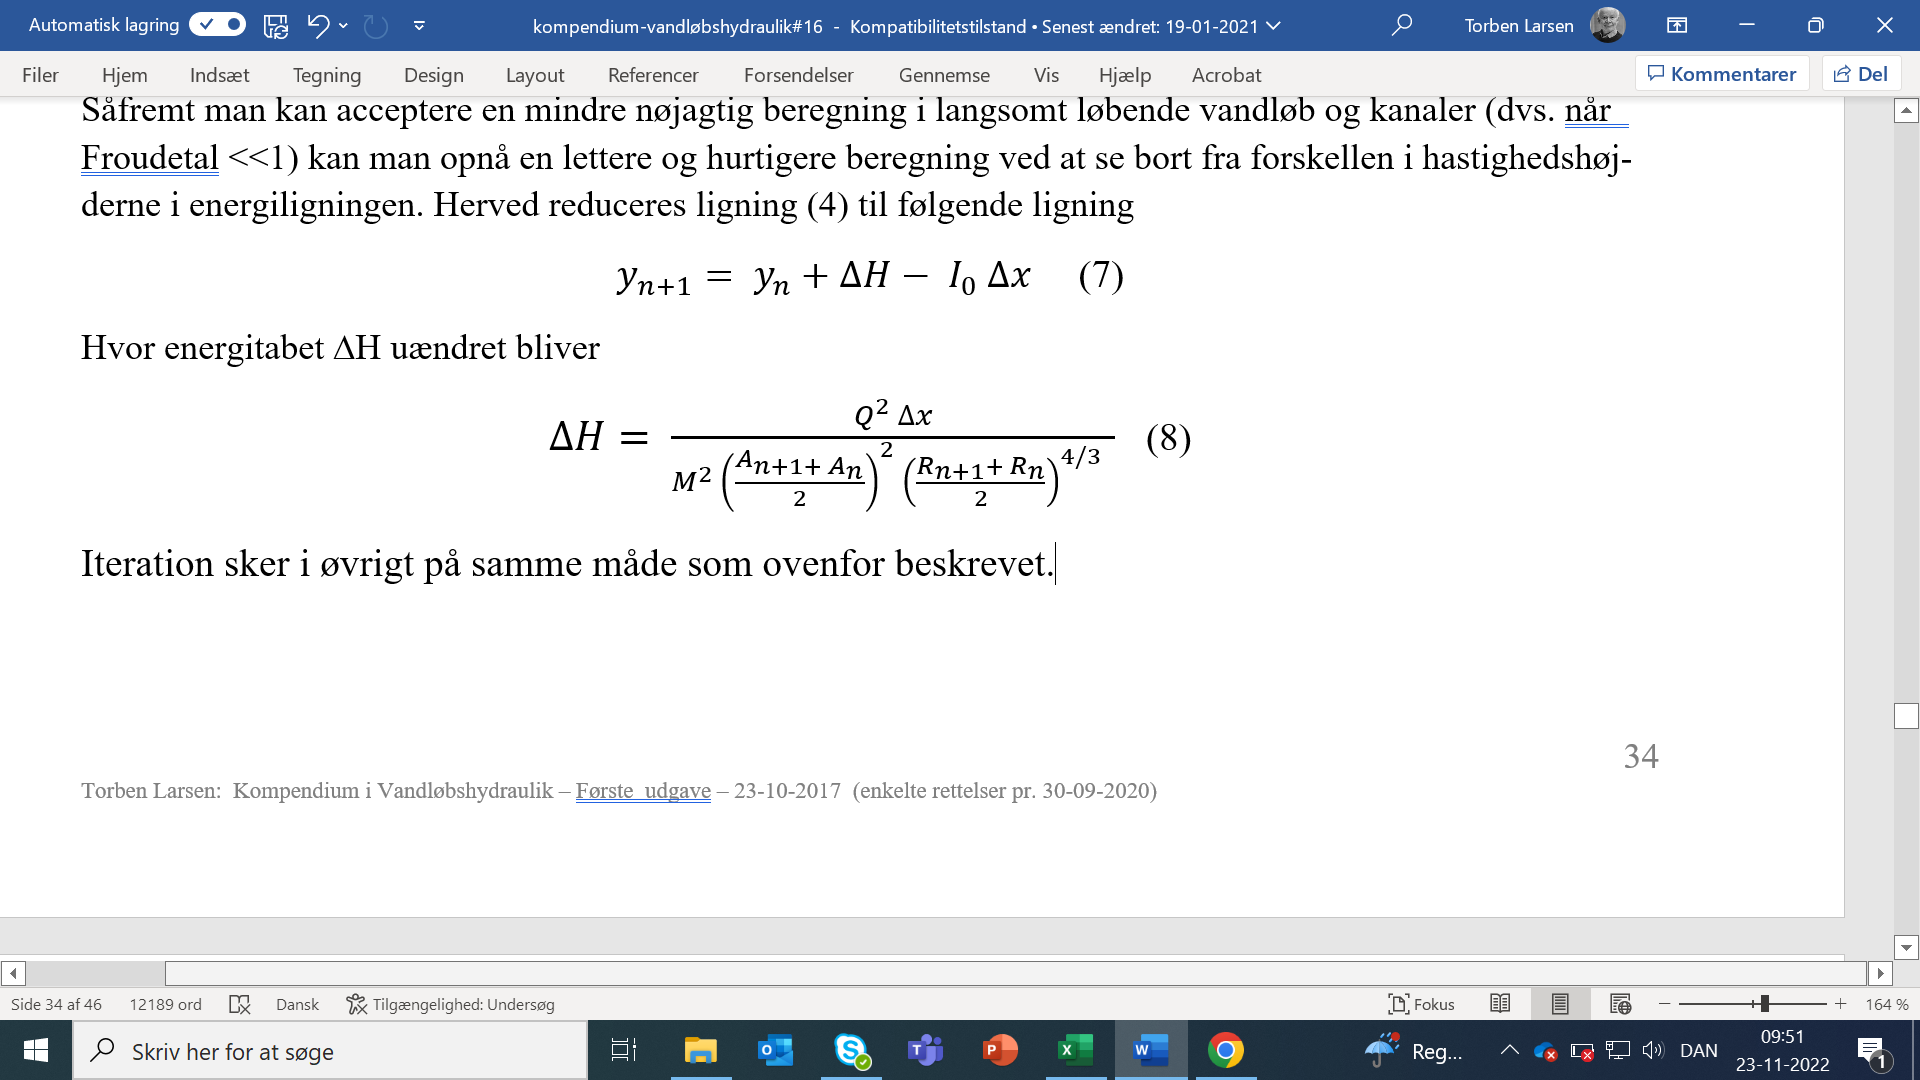 Automatisk lagring
kompendium-vandløbshydraulik#16 - Kompatibilitetstilstand • Senest ændret: 19-01-2021
Torben Larsen
Filer Hjem Indsæt Tegning Design Layout Referencer Forsendelser Gennemse Vis Hjælp Acrobat
Kommentarer Del
Såfremt man kan acceptere en mindre nøjagtig beregning i langsomt løbende vandløb og kanaler (dvs. når
Froudetal <<1) kan man opnå en lettere og hurtigere beregning ved at se bort fra forskellen i hastighedshøj-
derne i energiligningen. Herved reduceres ligning (4) til følgende ligning
yₙ₊₁ = yₙ + ΔH − I₀ Δx (7)
Hvor energitabet ΔH uændret bliver
ΔH = Q² Δx / (M² ((Aₙ₊₁ + Aₙ)/2)² ((Rₙ₊₁ + Rₙ)/2)^(4/3)) (8)
Iteration sker i øvrigt på samme måde som ovenfor beskrevet.
34
Torben Larsen: Kompendium i Vandløbshydraulik – Første udgave – 23-10-2017 (enkelte rettelser pr. 30-09-2020)
Side 34 af 46 12189 ord Dansk Tilgængelighed: Undersøg Fokus 164 %
Skriv her for at søge
Reg... DAN
09:51
23-11-2022
1